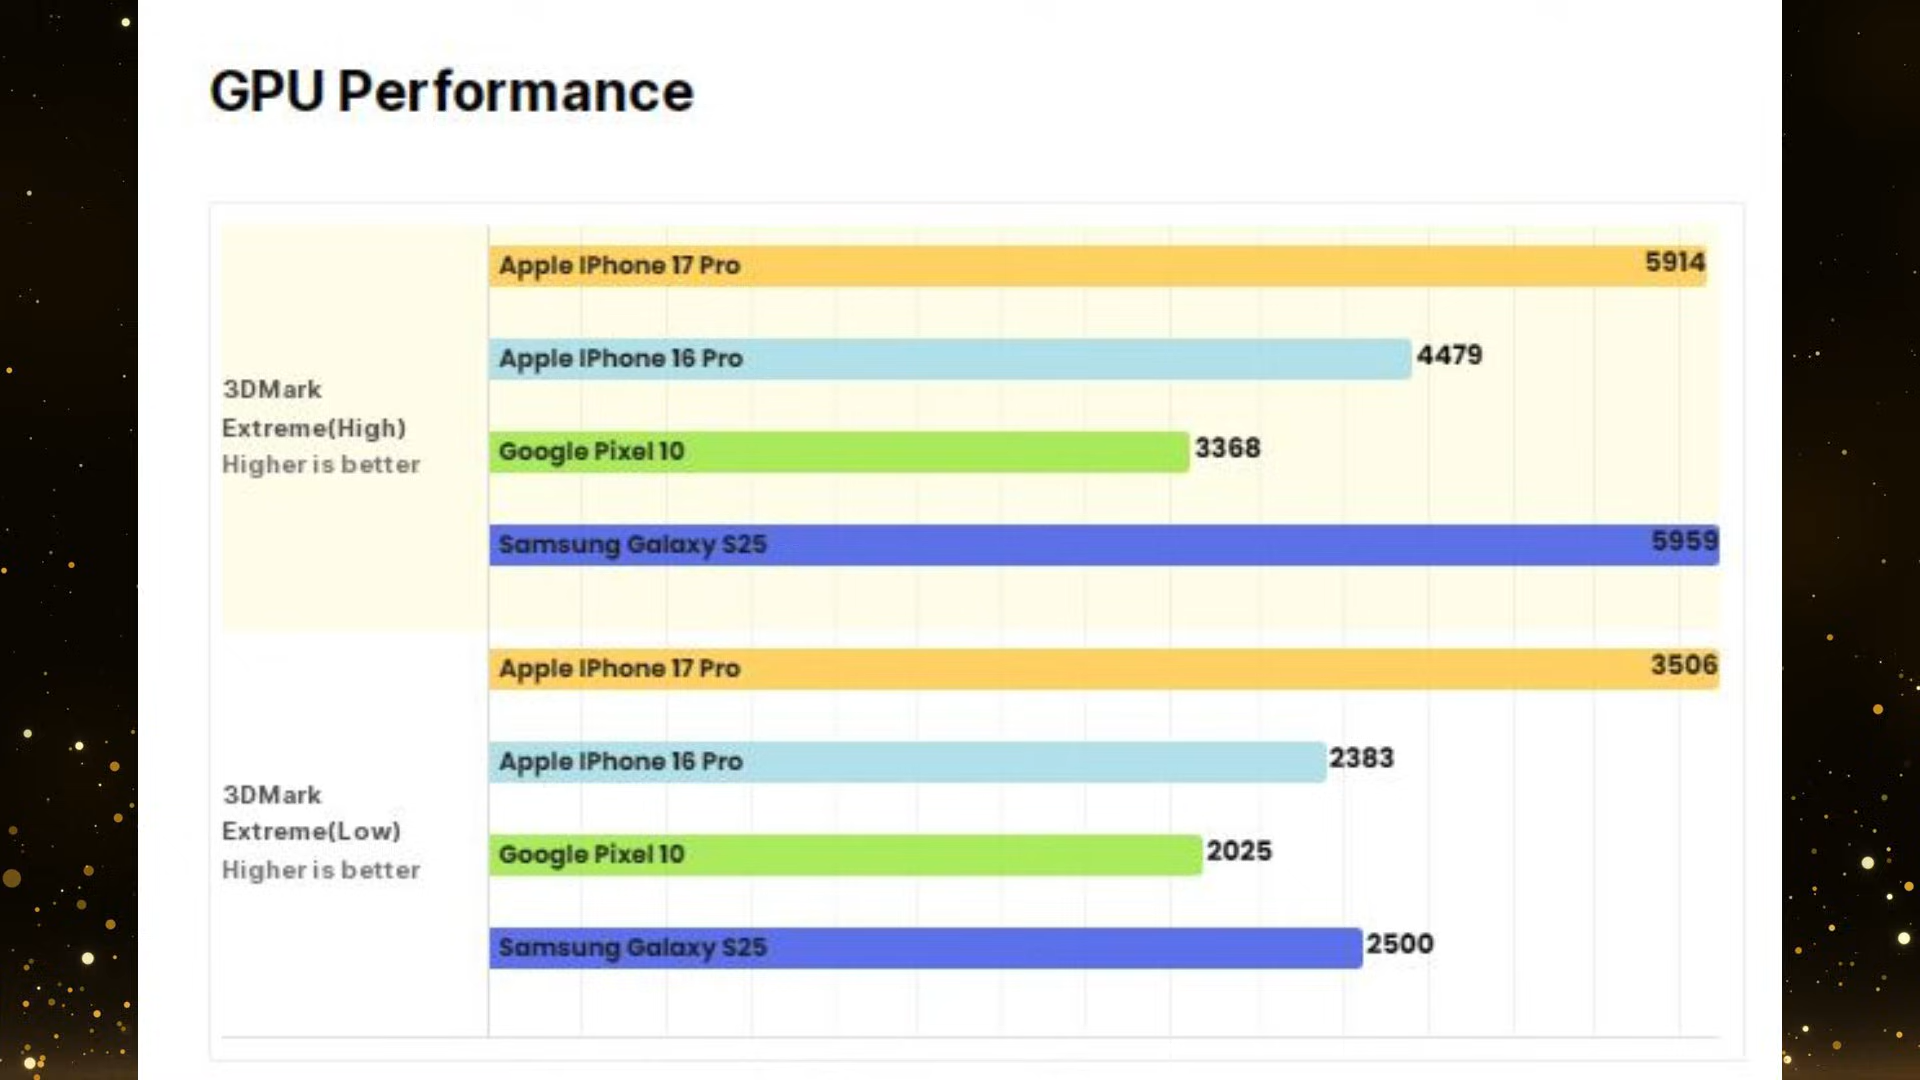 GPU Performance
3DMark
Extreme(High)
Higher is better
Apple IPhone 17 Pro 5914
Apple IPhone 16 Pro 4479
Google Pixel 10 3368
Samsung Galaxy S25 5959
3DMark
Extreme(Low)
Higher is better
Apple IPhone 17 Pro 3506
Apple IPhone 16 Pro 2383
Google Pixel 10 2025
Samsung Galaxy S25 2500